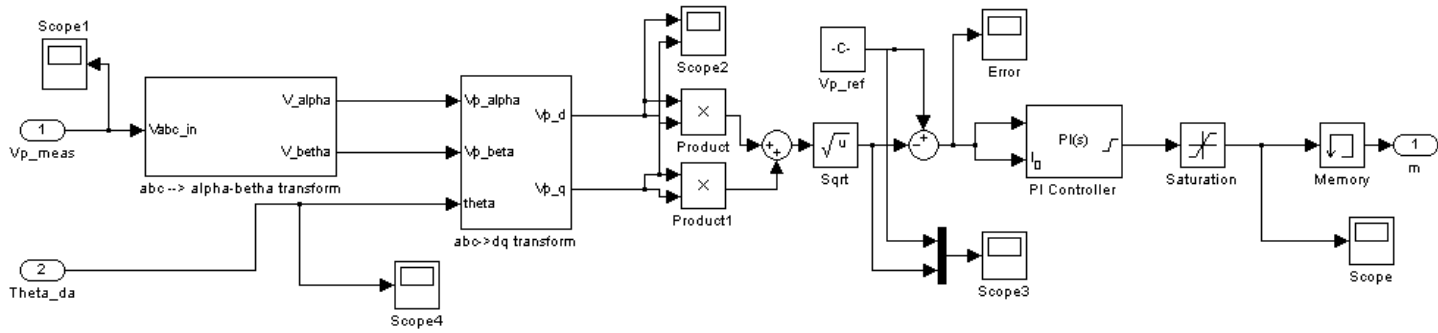 Scope1
1
Vp_meas
Vabc_in
V_alpha
V_betha
abc --> alpha-betha transform
2
Theta_da
Scope4
Vp_alpha
Vp_beta
theta
Vp_d
Vp_q
abc->dq transform
Scope2
×
Product
×
Product1
+
+
√u
Sqrt
-C-
Vp_ref
+
−
Error
Scope3
PI(s)
I0
PI Controller
Saturation
Memory
1
m
Scope